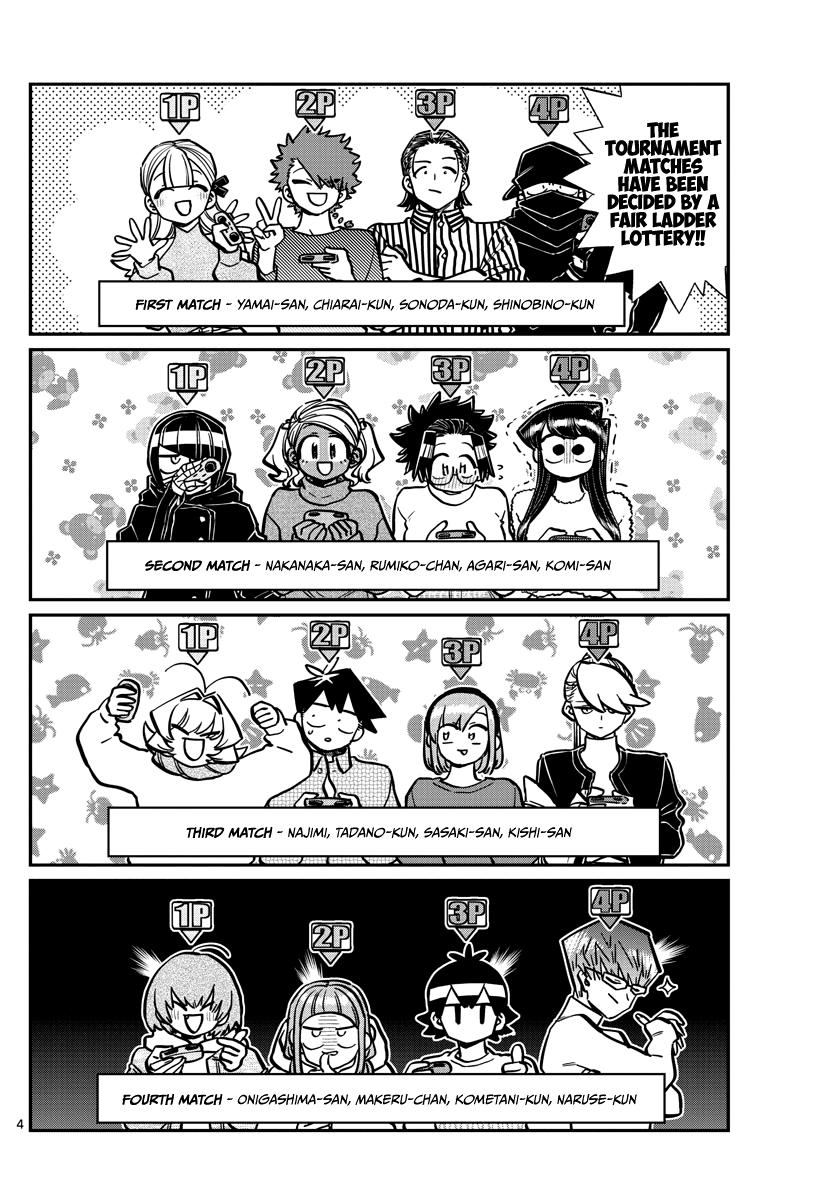 1P
2P
3P
4P
THE
TOURNAMENT
MATCHES
HAVE BEEN
DECIDED BY A
FAIR LADDER
LOTTERY!!
FIRST MATCH - YAMAI-SAN, CHIARAI-KUN, SONODA-KUN, SHINOBINO-KUN
1P
2P
3P
4P
SECOND MATCH - NAKANAKA-SAN, RUMIKO-CHAN, AGARI-SAN, KOMI-SAN
1P
2P
3P
4P
THIRD MATCH - NAJIMI, TADANO-KUN, SASAKI-SAN, KISHI-SAN
1P
2P
3P
4P
FOURTH MATCH - ONIGASHIMA-SAN, MAKERU-CHAN, KOMETANI-KUN, NARUSE-KUN
4